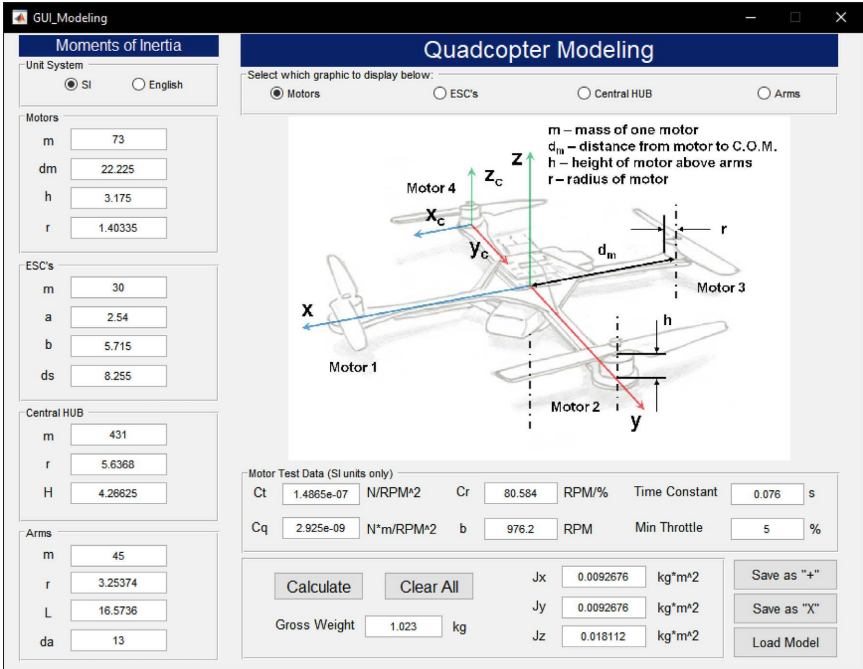 GUI_Modeling
Moments of Inertia
Unit System
SI English
Motors
m 73
dm 22.225
h 3.175
r 1.40335
ESC's
m 30
a 2.54
b 5.715
ds 8.255
Central HUB
m 431
r 5.6368
H 4.26625
Arms
m 45
r 3.25374
L 16.5736
da 13
Quadcopter Modeling
Select which graphic to display below:
Motors ESC's Central HUB Arms
m – mass of one motor
dm – distance from motor to C.O.M.
h – height of motor above arms
r – radius of motor
z
zc
Motor 4
xc
yc
dm
r
Motor 3
x
h
Motor 1
Motor 2
y
Motor Test Data (SI units only)
Ct 1.4865e-07 N/RPM^2 Cr 80.584 RPM/% Time Constant 0.076 s
Cq 2.925e-09 N*m/RPM^2 b 976.2 RPM Min Throttle 5 %
Calculate Clear All
Gross Weight 1.023 kg
Jx 0.0092676 kg*m^2
Jy 0.0092676 kg*m^2
Jz 0.018112 kg*m^2
Save as "+"
Save as "X"
Load Model